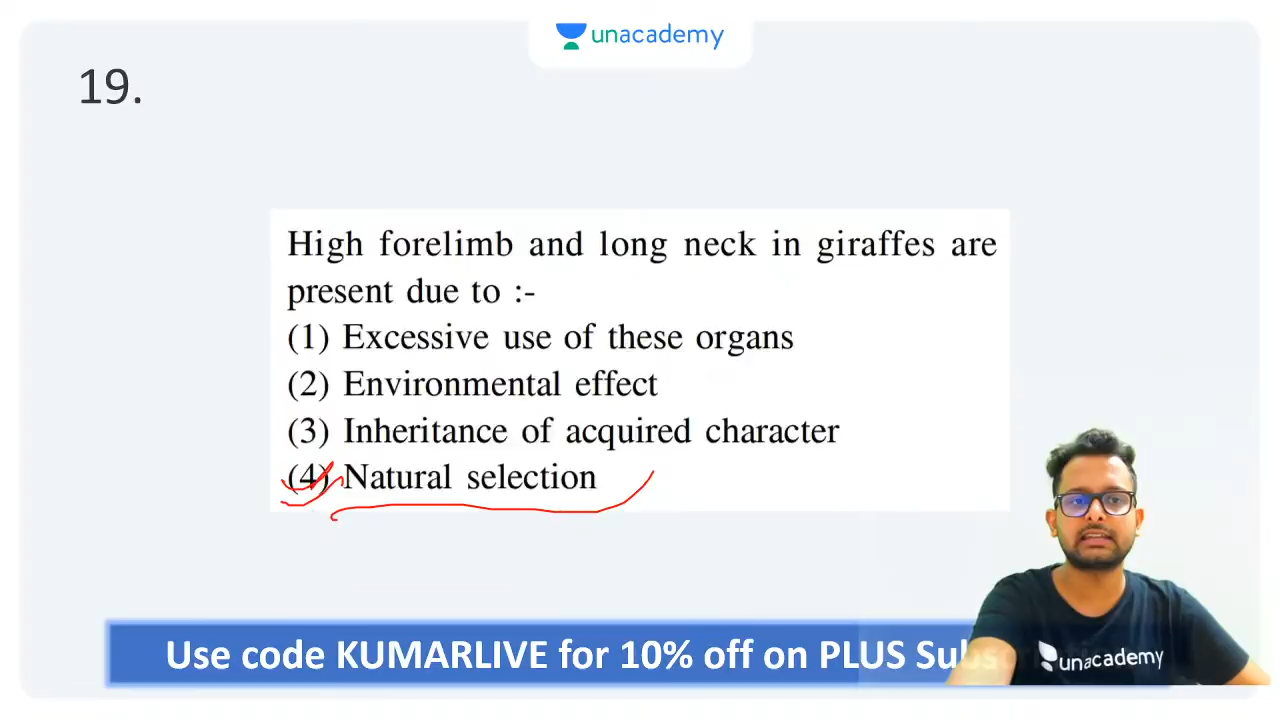 unacademy
19.
High forelimb and long neck in giraffes are
present due to :-
(1) Excessive use of these organs
(2) Environmental effect
(3) Inheritance of acquired character
(4) Natural selection
Use code KUMARLIVE for 10% off on PLUS
unacademy